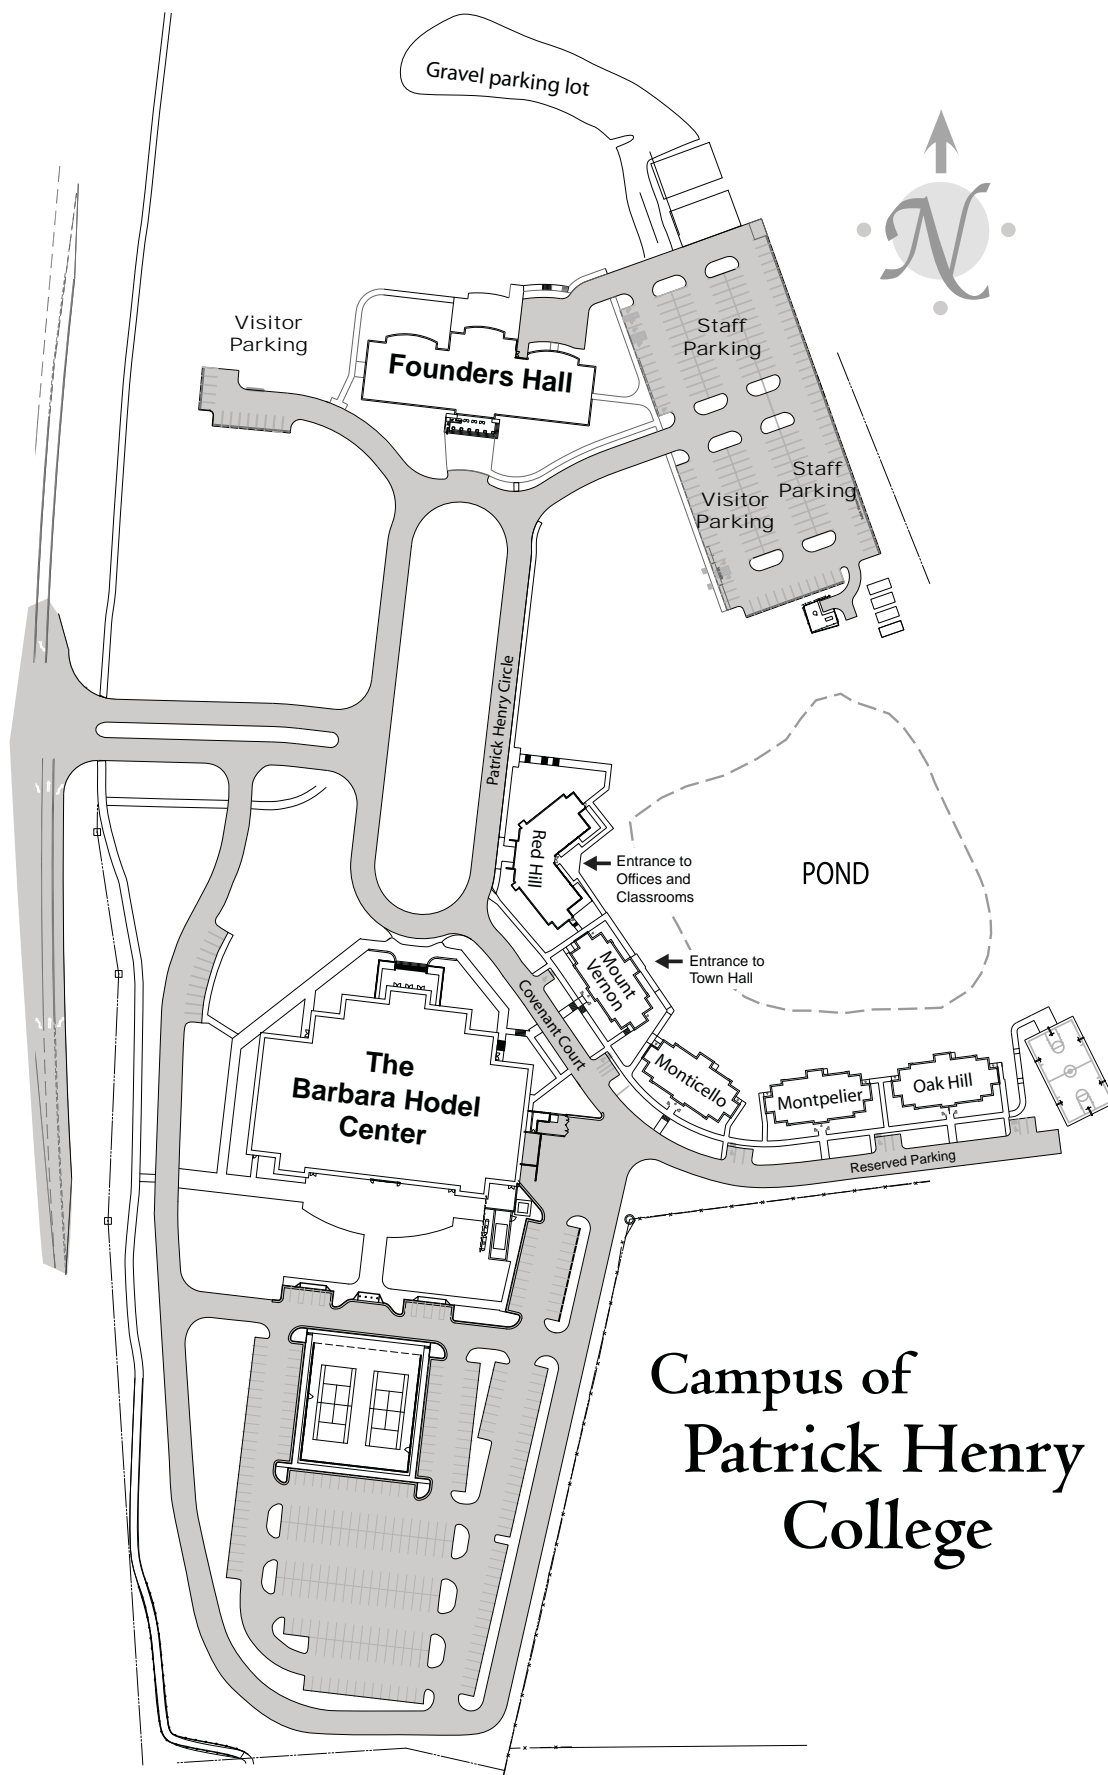 Gravel parking lot
N
Visitor
Parking
Staff
Parking
Founders Hall
Staff
Parking
Visitor
Parking
Patrick Henry Circle
Red Hill
Entrance to
Offices and
Classrooms
POND
Mount
Vernon
Entrance to
Town Hall
Covenant Court
The
Barbara Hodel
Center
Monticello
Montpelier
Oak Hill
Reserved Parking
Campus of
Patrick Henry
College